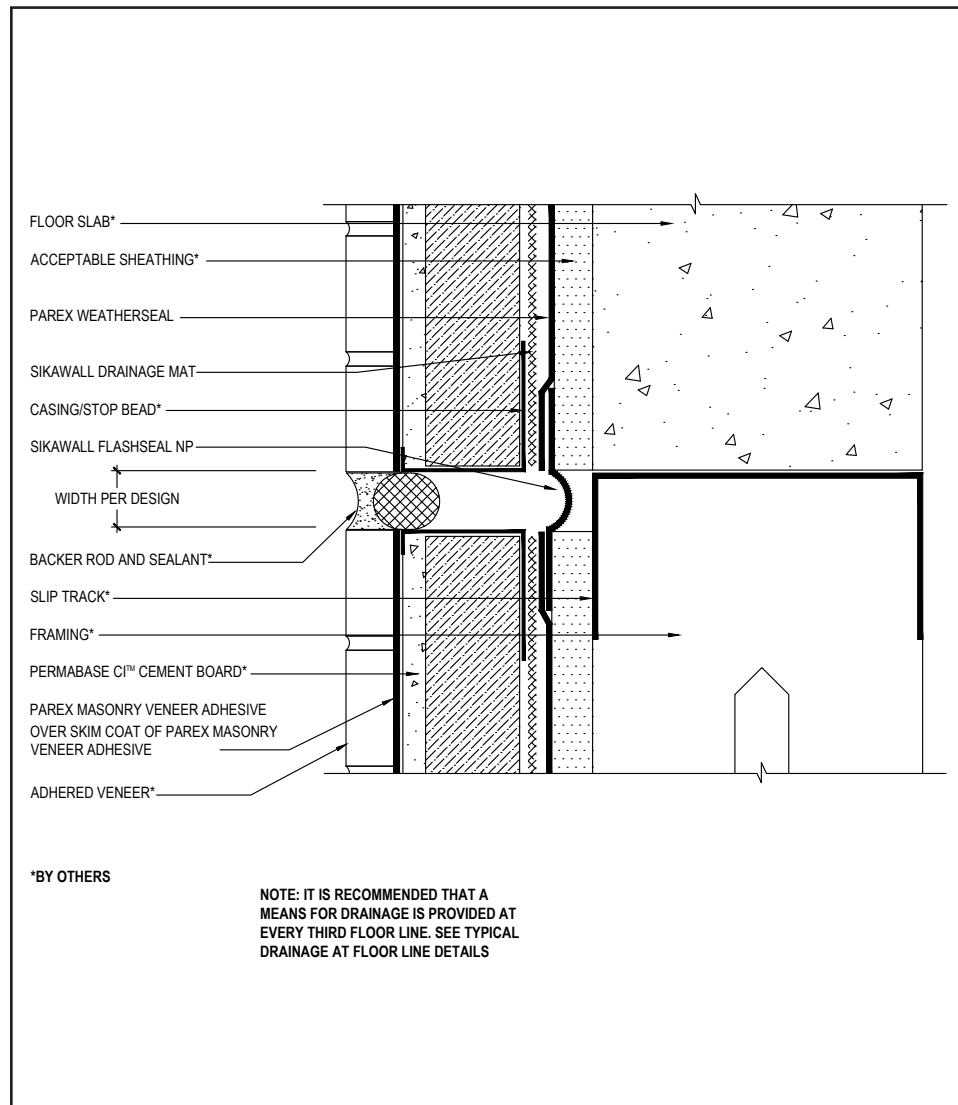 FLOOR SLAB*
ACCEPTABLE SHEATHING*
PAREX WEATHERSEAL
SIKAWALL DRAINAGE MAT
CASING/STOP BEAD*
SIKAWALL FLASHSEAL NP
WIDTH PER DESIGN
BACKER ROD AND SEALANT*
SLIP TRACK*
FRAMING*
PERMABASE CI™ CEMENT BOARD*
PAREX MASONRY VENEER ADHESIVE
OVER SKIM COAT OF PAREX MASONRY
VENEER ADHESIVE
ADHERED VENEER*
*BY OTHERS
NOTE: IT IS RECOMMENDED THAT A
MEANS FOR DRAINAGE IS PROVIDED AT
EVERY THIRD FLOOR LINE. SEE TYPICAL
DRAINAGE AT FLOOR LINE DETAILS